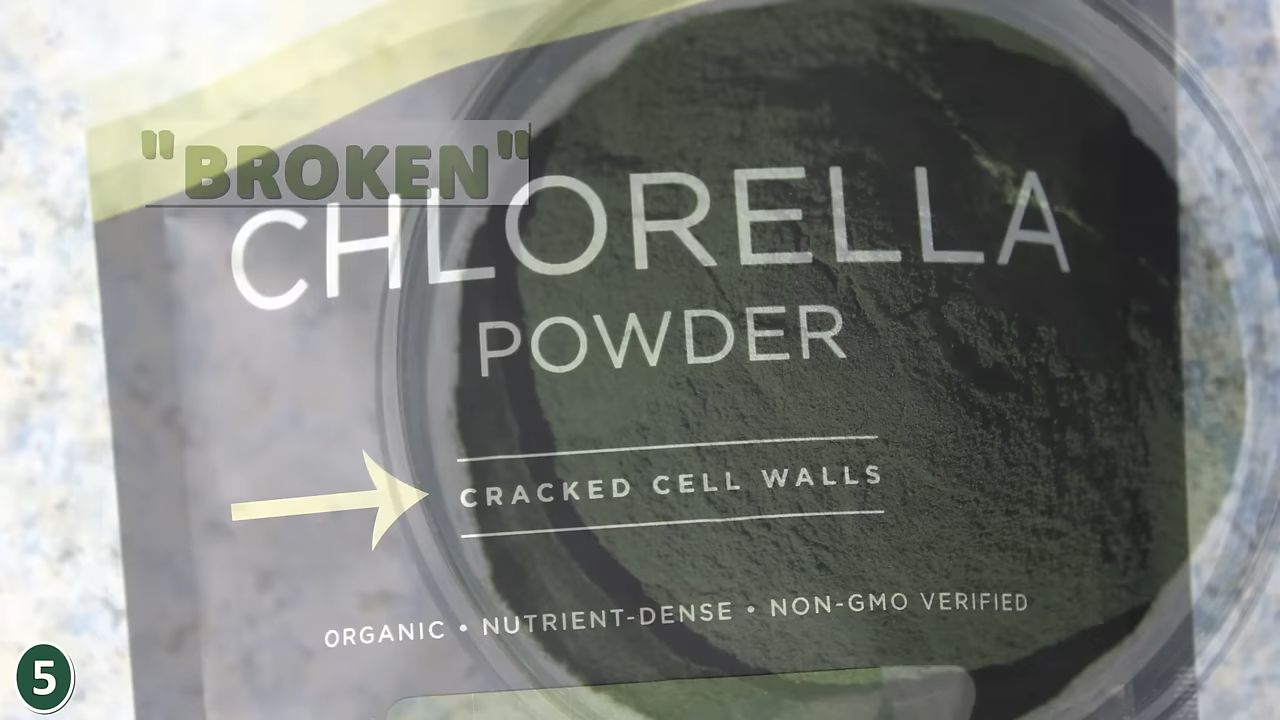 "BROKEN"
CHLORELLA
POWDER
CRACKED CELL WALLS
ORGANIC • NUTRIENT-DENSE • NON-GMO VERIFIED
5